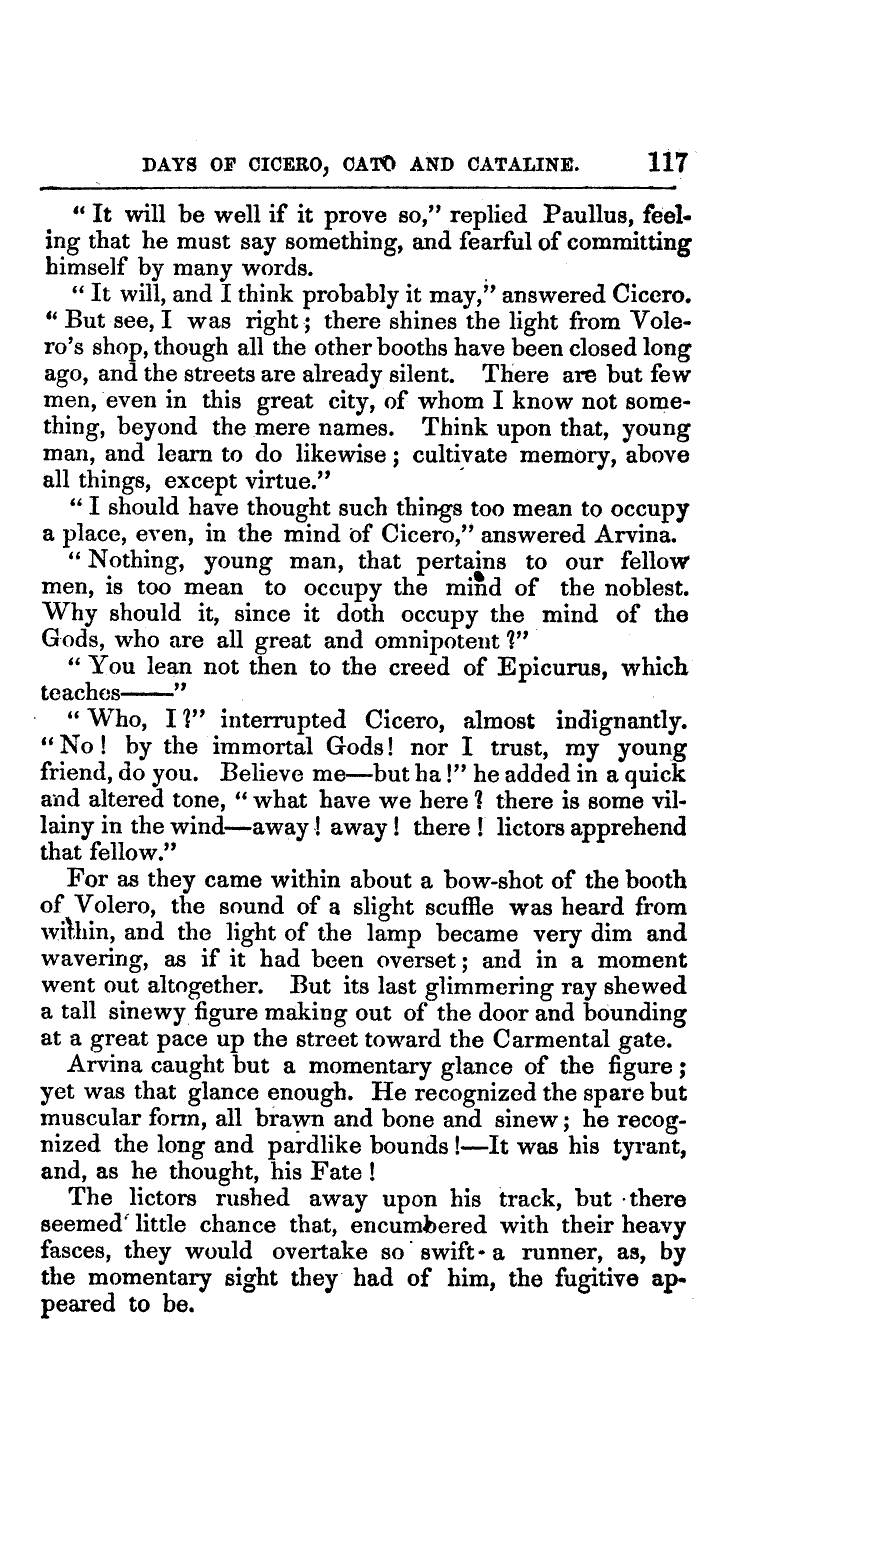 DAYS OF CICERO, CATO AND CATALINE. 117
“ It will be well if it prove so,” replied Paullus, feel-
ing that he must say something, and fearful of committing
himself by many words.
“ It will, and I think probably it may,” answered Cicero.
“ But see, I was right ; there shines the light from Vole-
ro’s shop, though all the other booths have been closed long
ago, and the streets are already silent. There are but few
men, even in this great city, of whom I know not some-
thing, beyond the mere names. Think upon that, young
man, and learn to do likewise ; cultivate memory, above
all things, except virtue.”
“ I should have thought such things too mean to occupy
a place, even, in the mind of Cicero,” answered Arvina.
“ Nothing, young man, that pertains to our fellow
men, is too mean to occupy the mind of the noblest.
Why should it, since it doth occupy the mind of the
Gods, who are all great and omnipotent ?”
“ You lean not then to the creed of Epicurus, which
teaches——”
“ Who, I ?” interrupted Cicero, almost indignantly.
“ No ! by the immortal Gods ! nor I trust, my young
friend, do you. Believe me—but ha !” he added in a quick
and altered tone, “ what have we here ? there is some vil-
lainy in the wind—away ! away ! there ! lictors apprehend
that fellow.”
For as they came within about a bow-shot of the booth
of Volero, the sound of a slight scuffle was heard from
within, and the light of the lamp became very dim and
wavering, as if it had been overset ; and in a moment
went out altogether. But its last glimmering ray shewed
a tall sinewy figure making out of the door and bounding
at a great pace up the street toward the Carmental gate.
Arvina caught but a momentary glance of the figure ;
yet was that glance enough. He recognized the spare but
muscular form, all brawn and bone and sinew ; he recog-
nized the long and pardlike bounds !—It was his tyrant,
and, as he thought, his Fate !
The lictors rushed away upon his track, but there
seemed little chance that, encumbered with their heavy
fasces, they would overtake so swift a runner, as, by
the momentary sight they had of him, the fugitive ap-
peared to be.